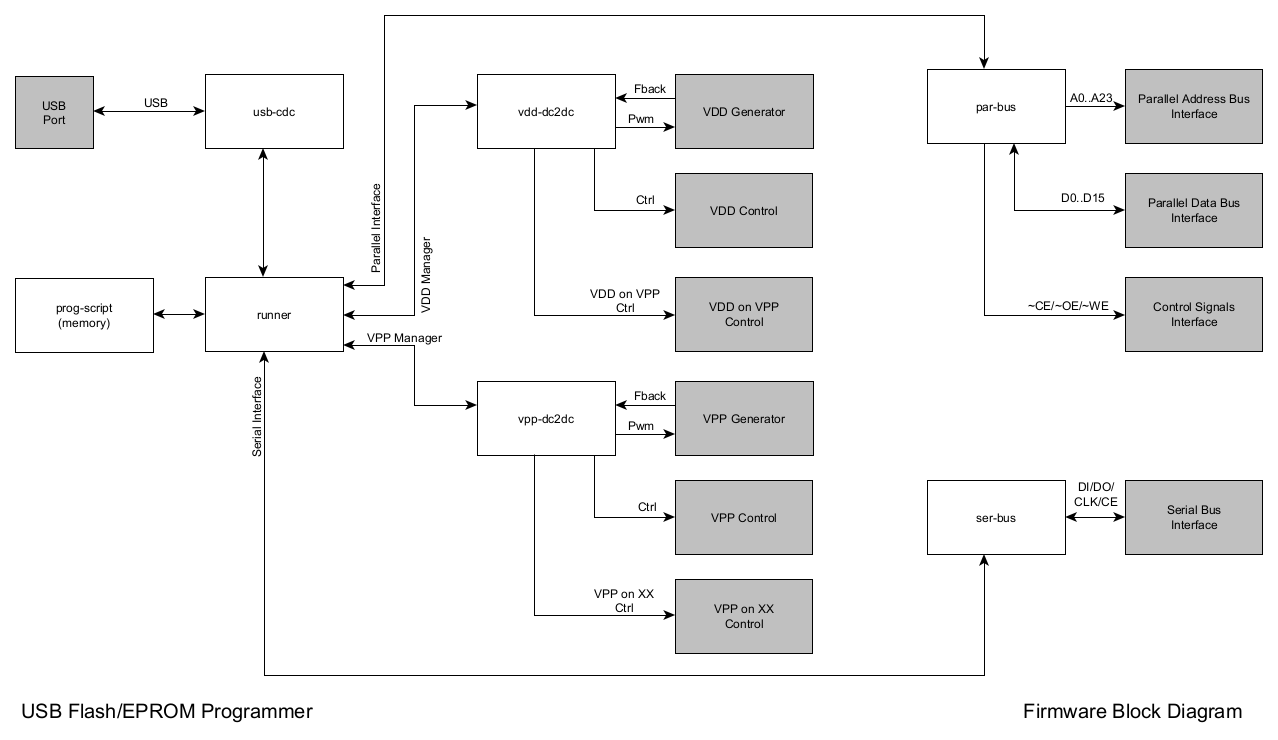 USB
Port
USB
usb-cdc
prog-script
(memory)
runner
Parallel Interface
VDD Manager
VPP Manager
Serial Interface
vdd-dc2dc
Fback
Pwm
VDD Generator
Ctrl
VDD Control
VDD on VPP
Ctrl
VDD on VPP
Control
vpp-dc2dc
Fback
Pwm
VPP Generator
Ctrl
VPP Control
VPP on XX
Ctrl
VPP on XX
Control
par-bus
A0..A23
Parallel Address Bus
Interface
D0..D15
Parallel Data Bus
Interface
~CE/~OE/~WE
Control Signals
Interface
ser-bus
DI/DO/
CLK/CE
Serial Bus
Interface
USB Flash/EPROM Programmer
Firmware Block Diagram